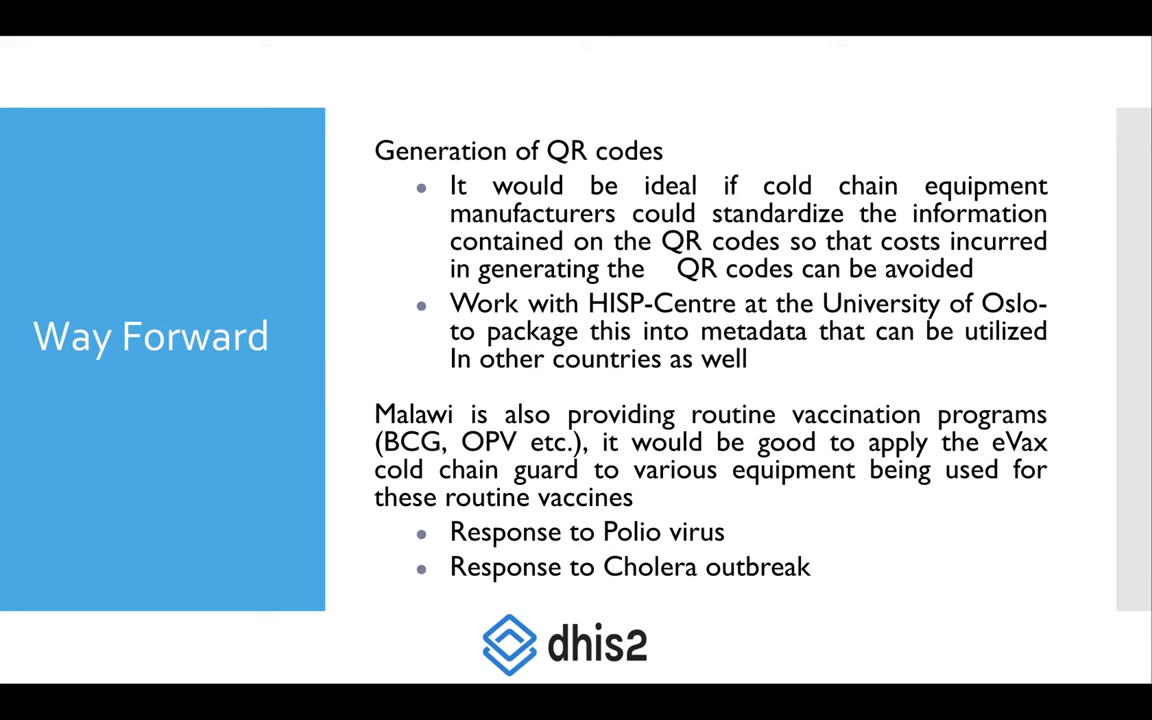 Way Forward
Generation of QR codes
• It would be ideal if cold chain equipment
manufacturers could standardize the information
contained on the QR codes so that costs incurred
in generating the QR codes can be avoided
• Work with HISP-Centre at the University of Oslo-
to package this into metadata that can be utilized
In other countries as well
Malawi is also providing routine vaccination programs
(BCG, OPV etc.), it would be good to apply the eVax
cold chain guard to various equipment being used for
these routine vaccines
• Response to Polio virus
• Response to Cholera outbreak
dhis2